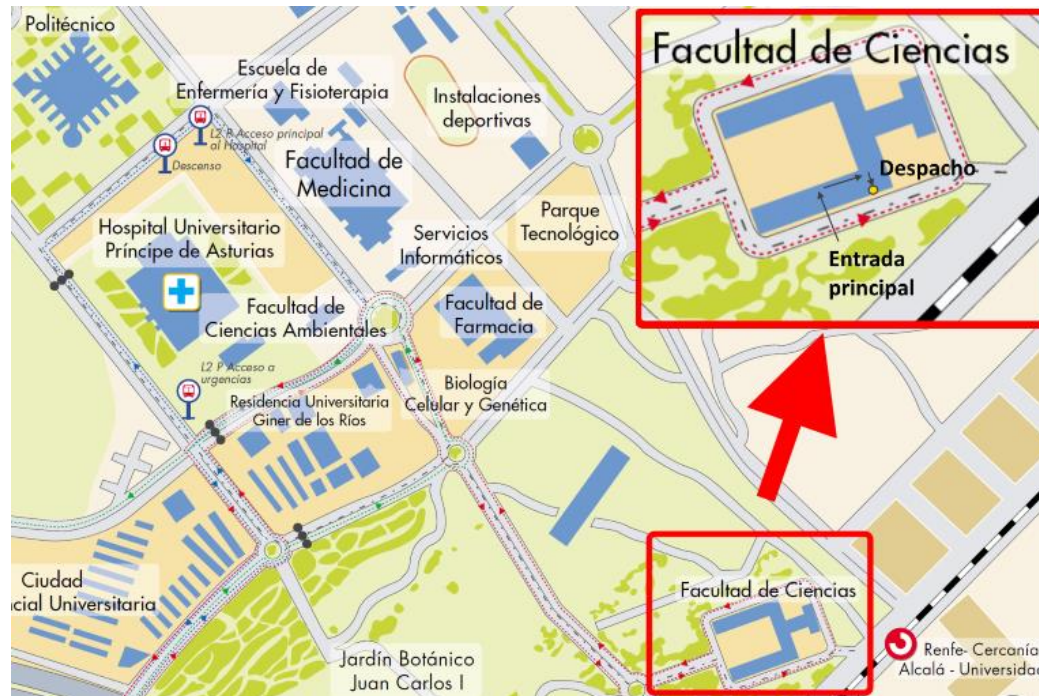 Politécnico
Escuela de
Enfermería y Fisioterapia
L2 R Acceso principal
al Hospital
Descenso
Instalaciones
deportivas
Facultad de
Medicina
Parque
Tecnológico
Hospital Universitario
Príncipe de Asturias
Servicios
Informáticos
Facultad de
Ciencias Ambientales
Facultad de
Farmacia
L2 P Acceso a
urgencias
Residencia Universitaria
Giner de los Ríos
Biología
Celular y Genética
Ciudad
ncial Universitaria
Jardín Botánico
Juan Carlos I
Facultad de Ciencias
Renfe- Cercanía
Alcalá - Universidad
Facultad de Ciencias
Despacho
Entrada
principal